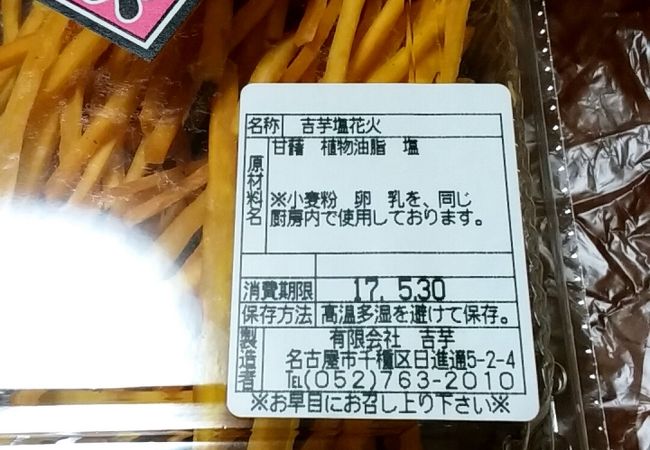 名称 吉芋塩花火
原材料名 甘藷 植物油脂 塩
※小麦粉 卵 乳を、同じ
厨房内で使用しております。
消費期限 17. 5.30
保存方法 高温多湿を避けて保存。
製造者 有限会社 吉芋
名古屋市千種区日進通5-2-4
TEL(052)763-2010
※お早目にお召し上り下さい※